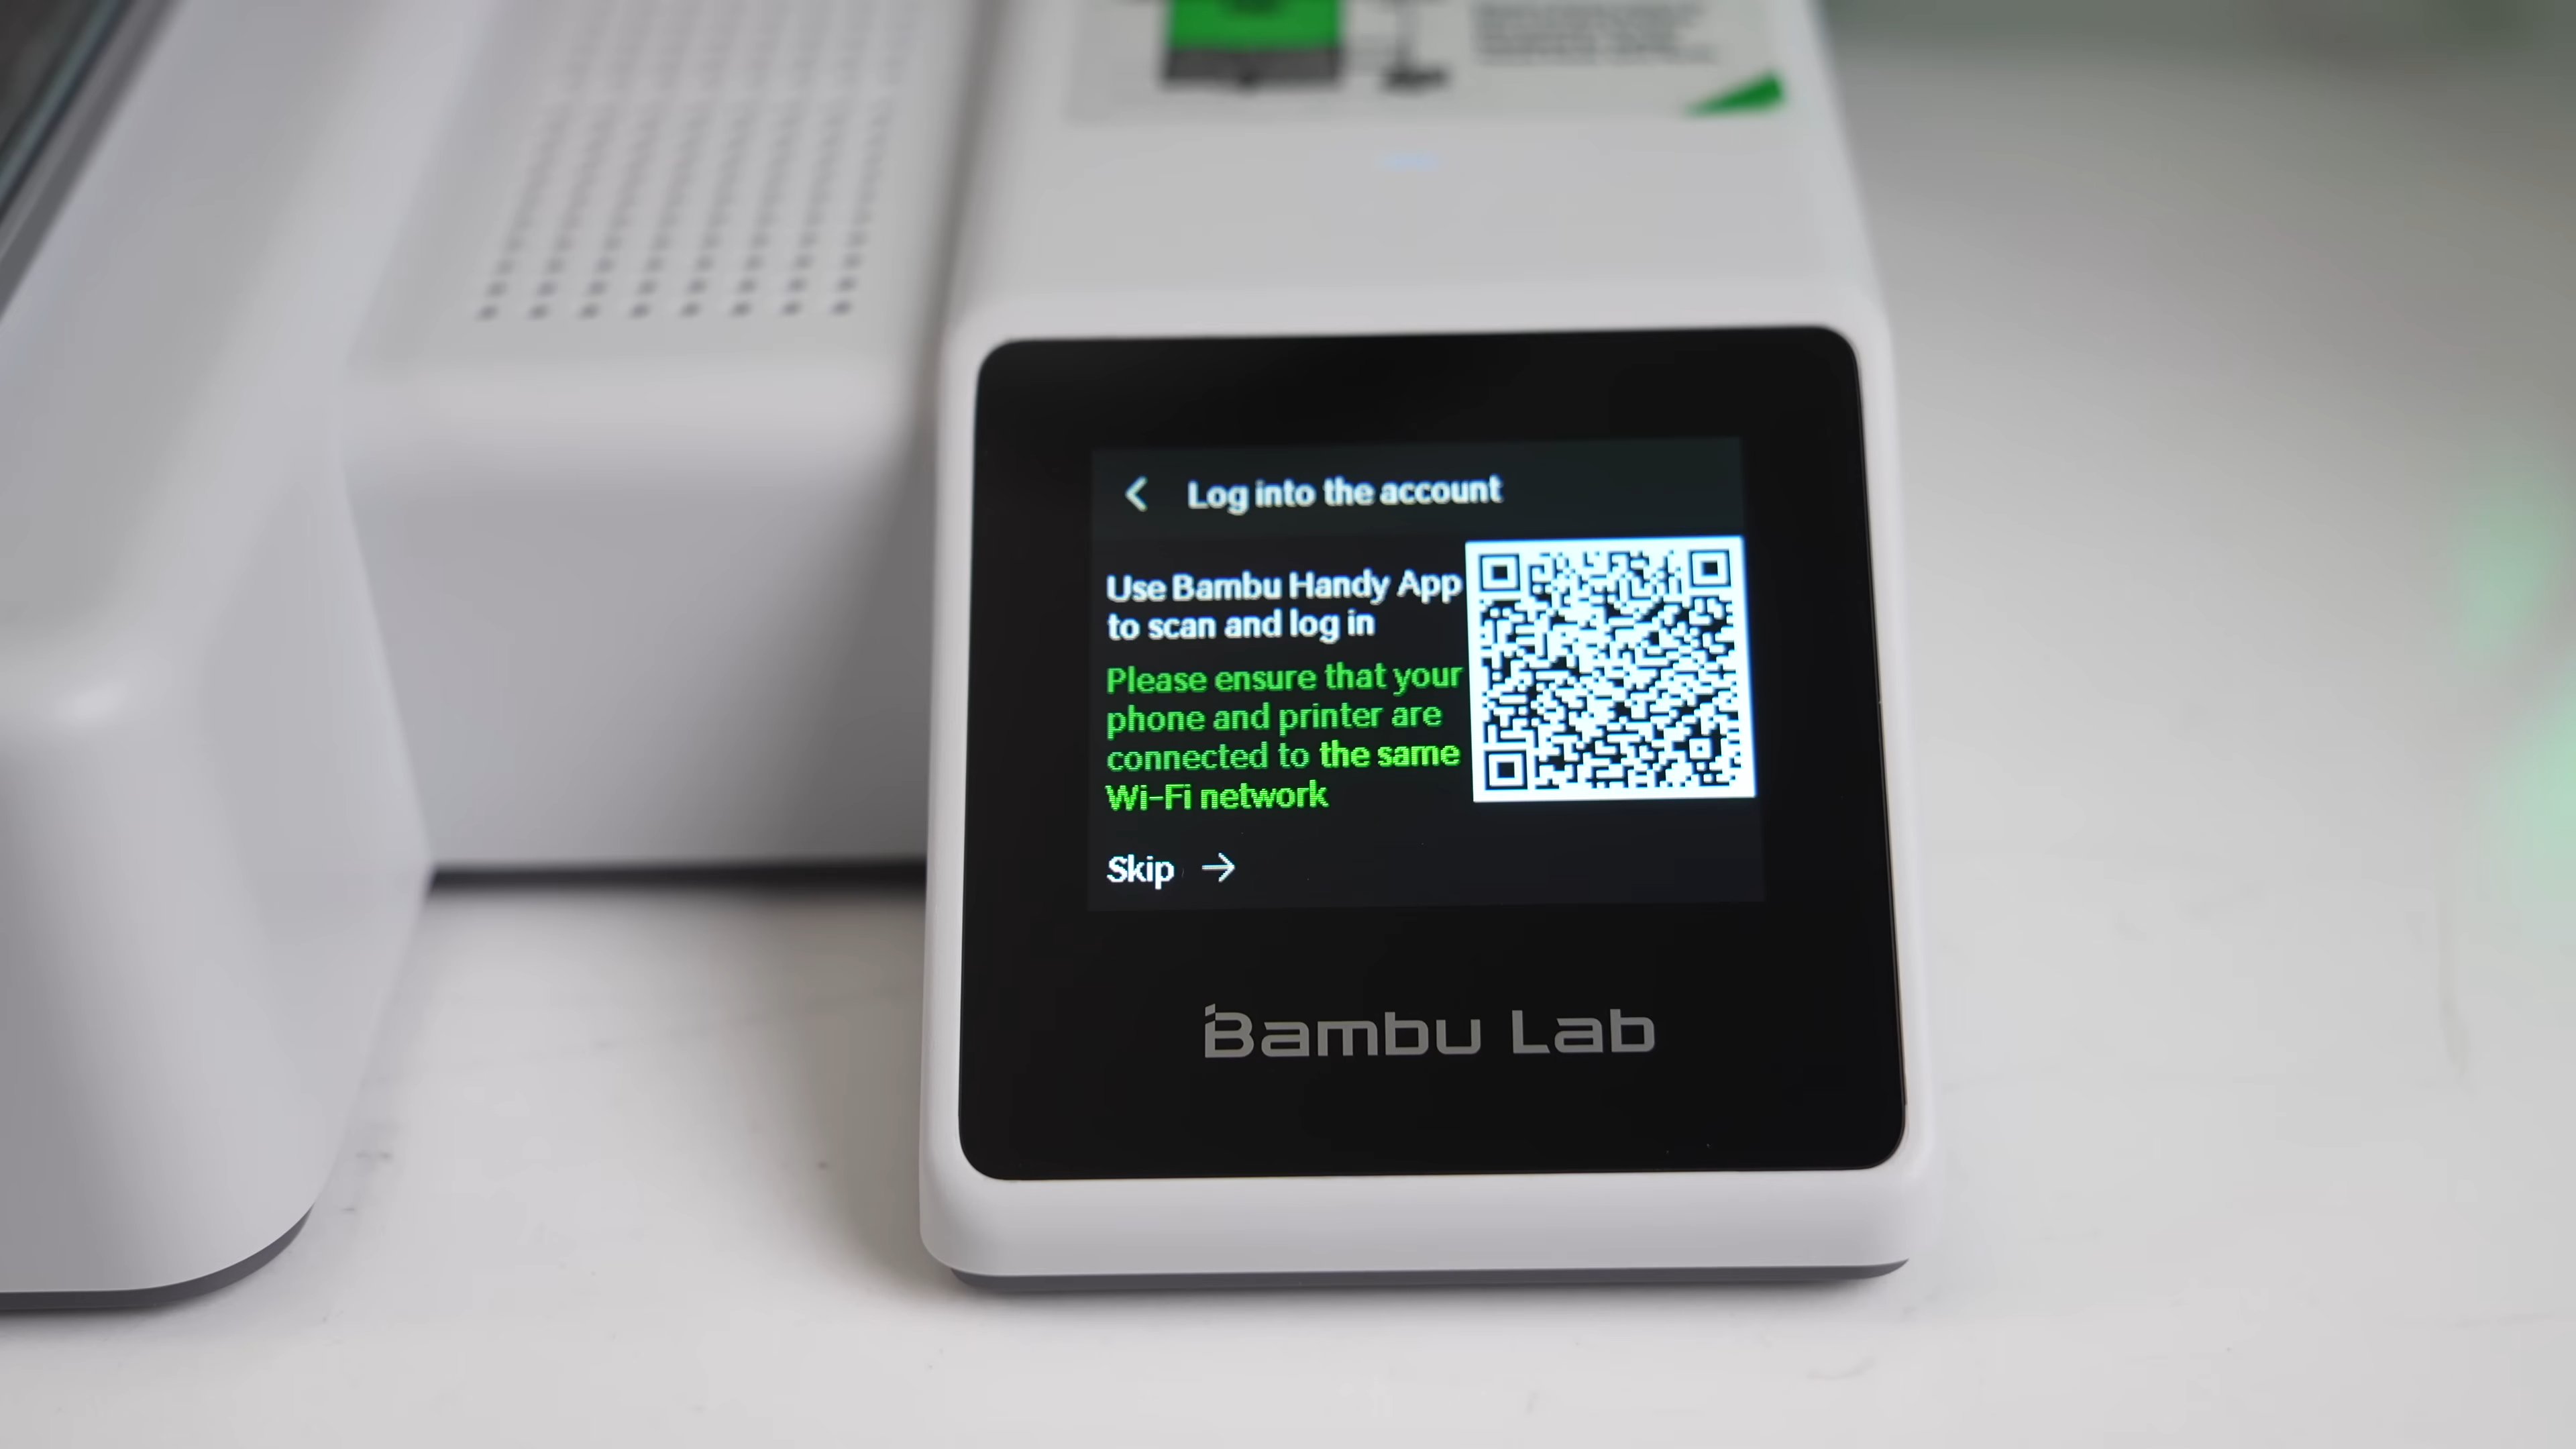 Log into the account
Use Bambu Handy App
to scan and log in
Please ensure that your
phone and printer are
connected to the same
Wi-Fi network
Skip
Bambu Lab